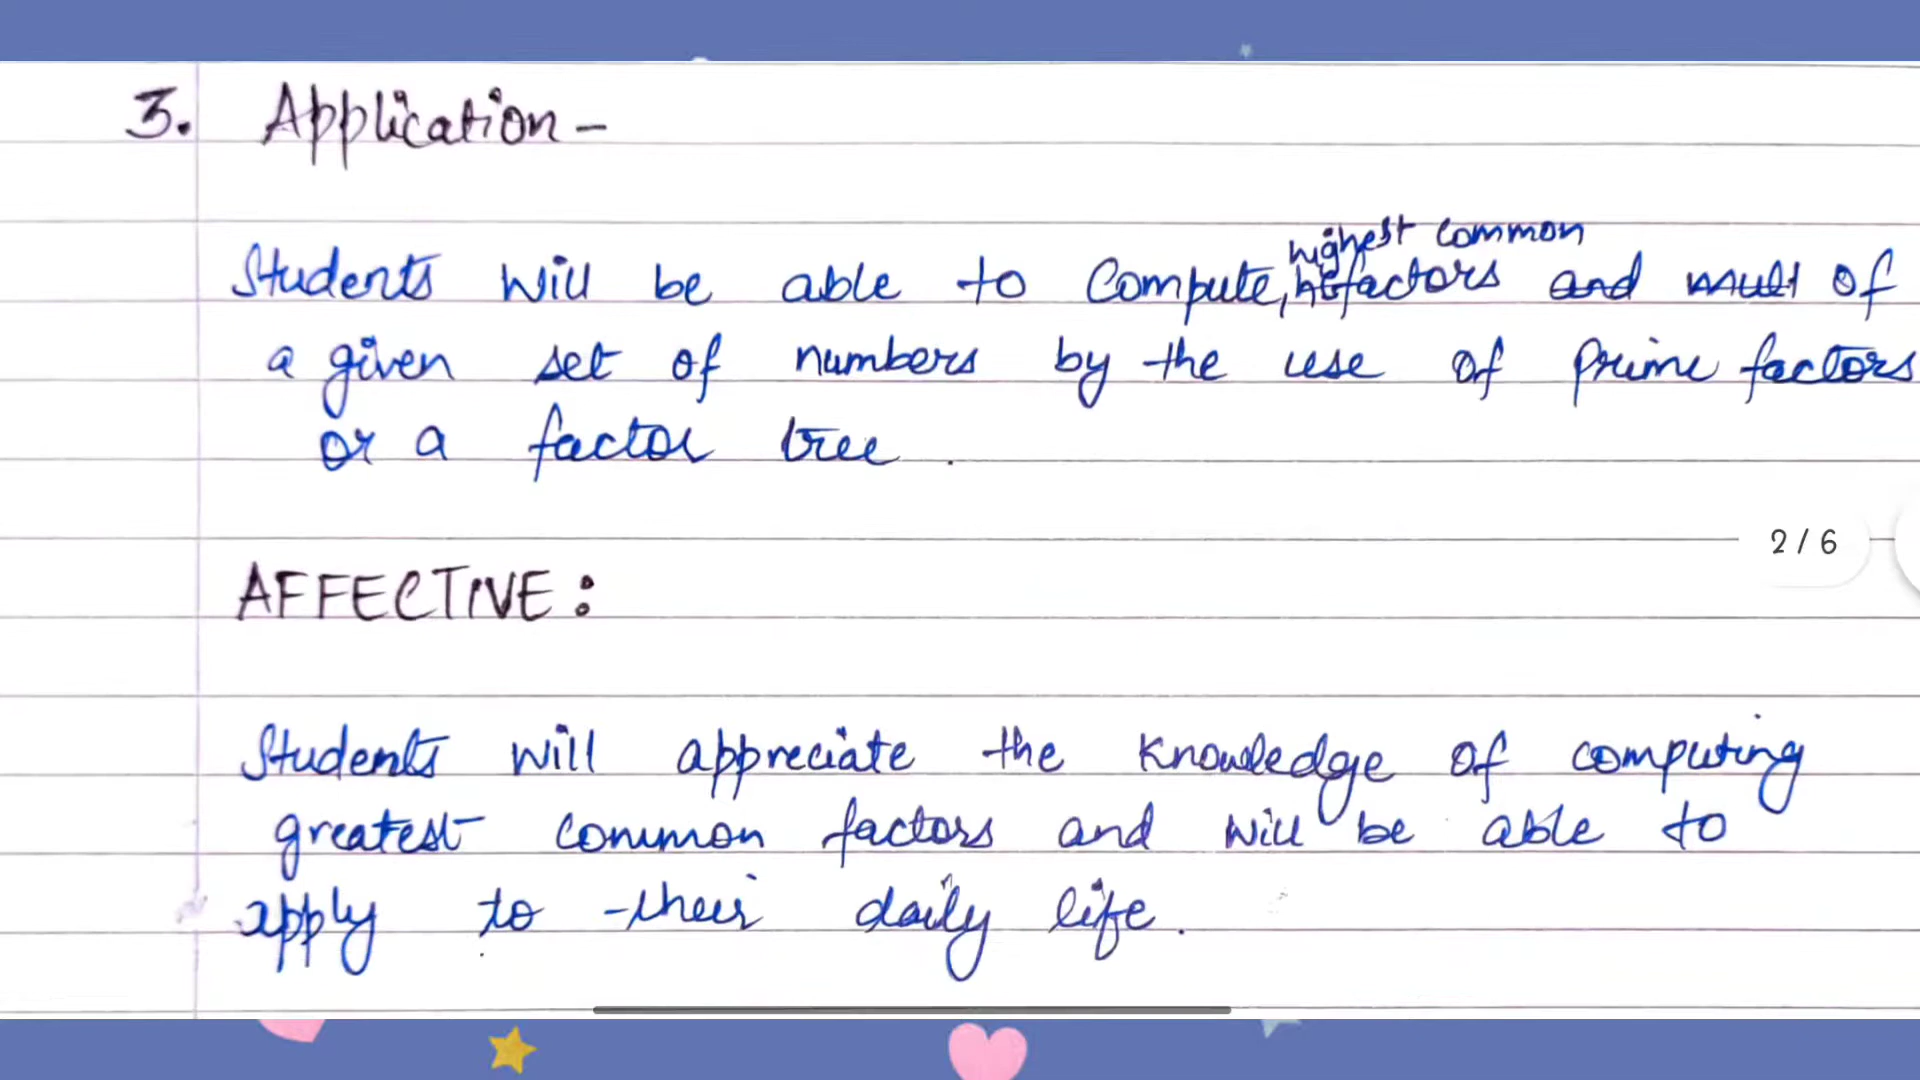 3. Application -
highest common
Students will be able to Compute, factors and mult of
a given set of numbers by the use of prime factors
or a factor tree .
2 / 6
AFFECTIVE :
Students will appreciate the knowledge of computing
greatest common factors and will be able to
apply to their daily life .